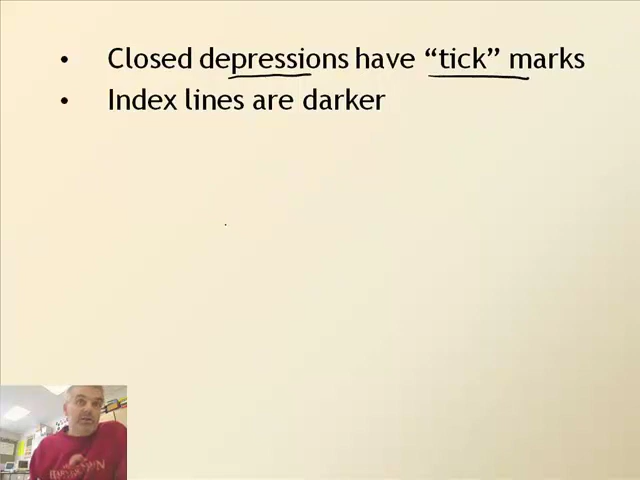 • Closed depressions have “tick” marks
• Index lines are darker